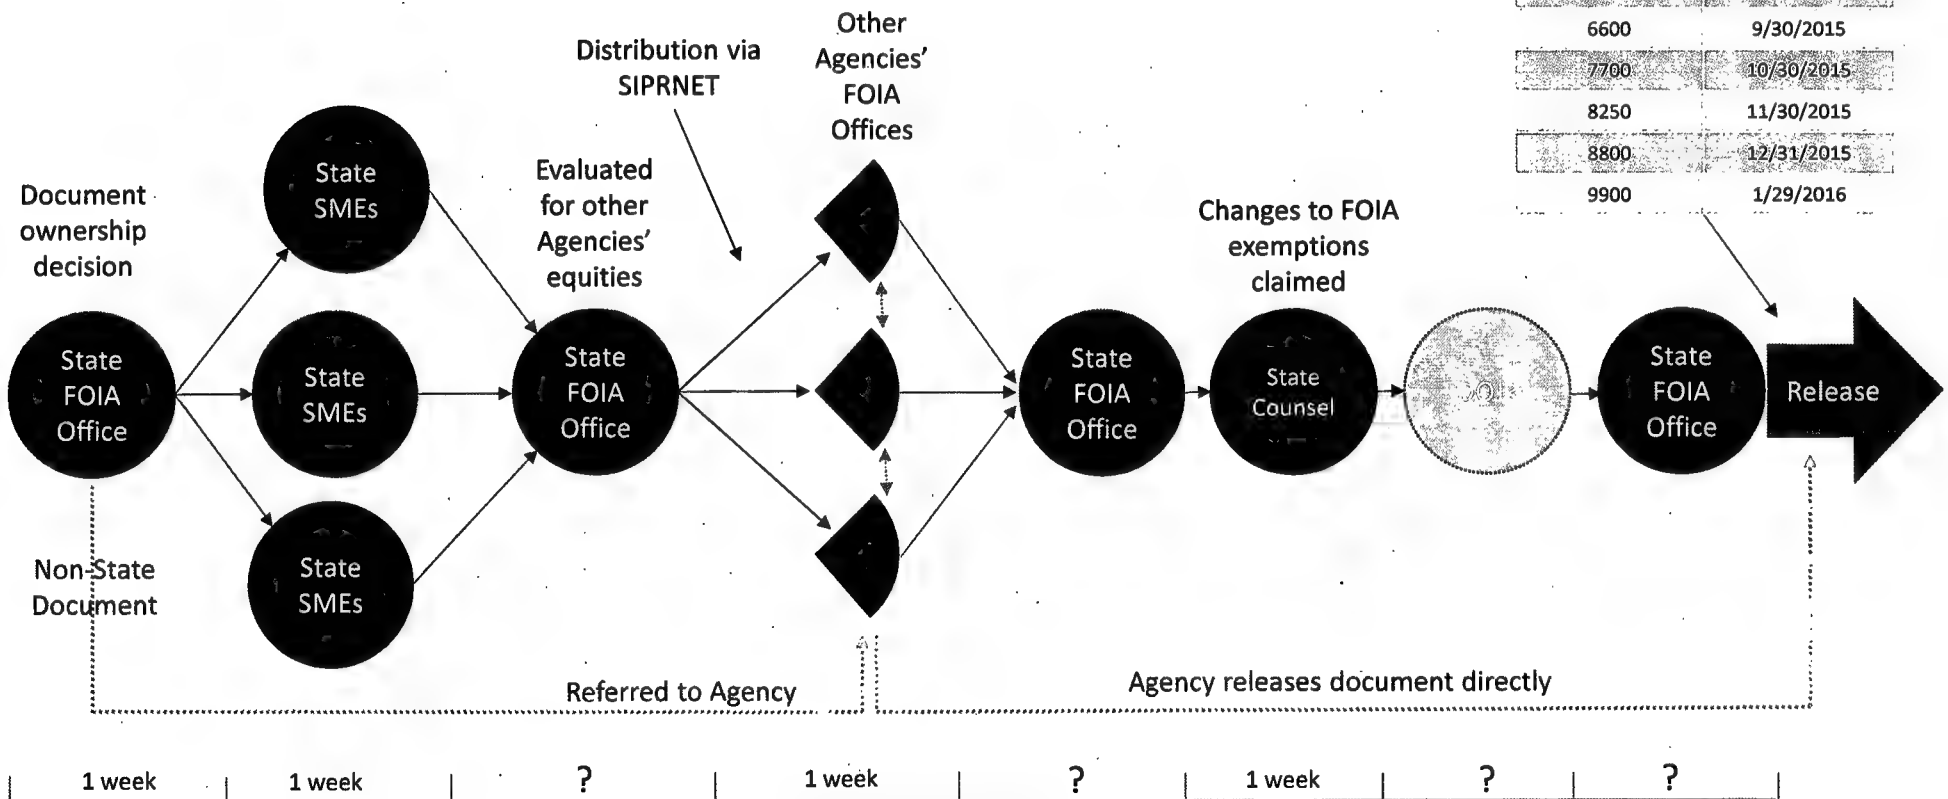 6600 9/30/2015
7700 10/30/2015
8250 11/30/2015
8800 12/31/2015
9900 1/29/2016
Other
Agencies’
FOIA
Offices
Distribution via
SIPRNET
Document
ownership
decision
Evaluated
for other
Agencies’
equities
Changes to FOIA
exemptions
claimed
State
SMEs
State
FOIA
Office
State
SMEs
State
FOIA
Office
State
FOIA
Office
State
Counsel
State
FOIA
Office
Release
State
SMEs
Non-State
Document
Referred to Agency
Agency releases document directly
1 week 1 week ? 1 week ? 1 week ? ?